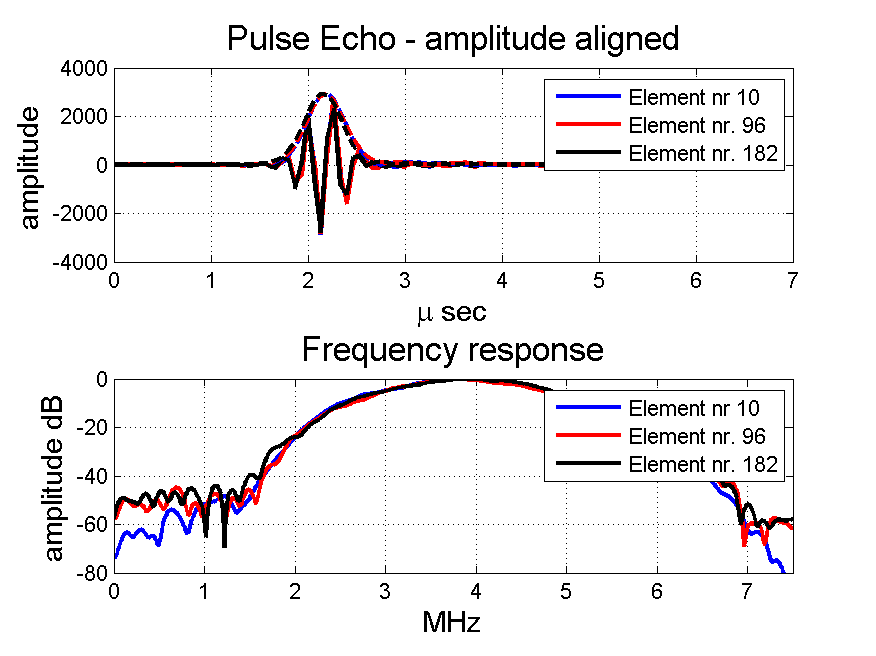 Pulse Echo - amplitude aligned
4000
2000
0
-2000
-4000
amplitude
Element nr 10
Element nr. 96
Element nr. 182
0 1 2 3 4 5 6 7
μ sec
Frequency response
0
-20
-40
-60
-80
amplitude dB
Element nr 10
Element nr. 96
Element nr. 182
0 1 2 3 4 5 6 7
MHz